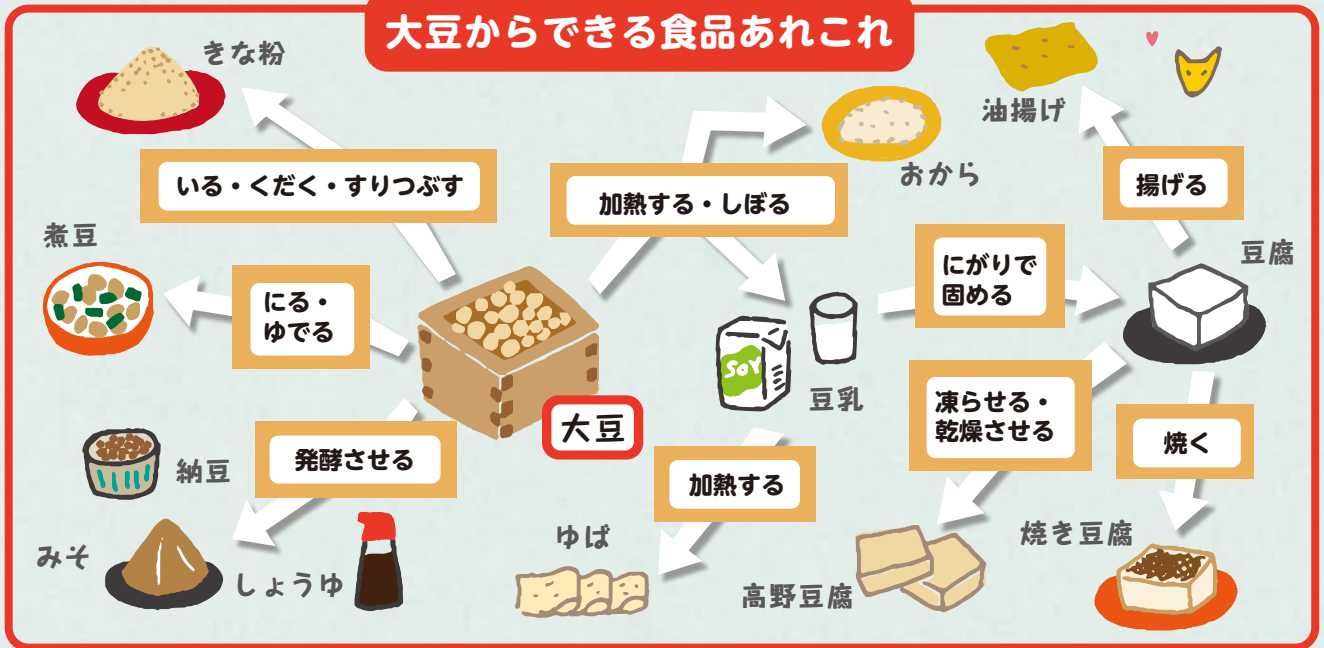 大豆からできる食品あれこれ
きな粉
いる・くだく・すりつぶす
加熱する・しぼる
おから
油揚げ
揚げる
煮豆
にる・
ゆでる
にがりで
固める
豆腐
大豆
SOY
豆乳
凍らせる・
乾燥させる
焼く
納豆
発酵させる
加熱する
みそ
しょうゆ
ゆば
高野豆腐
焼き豆腐